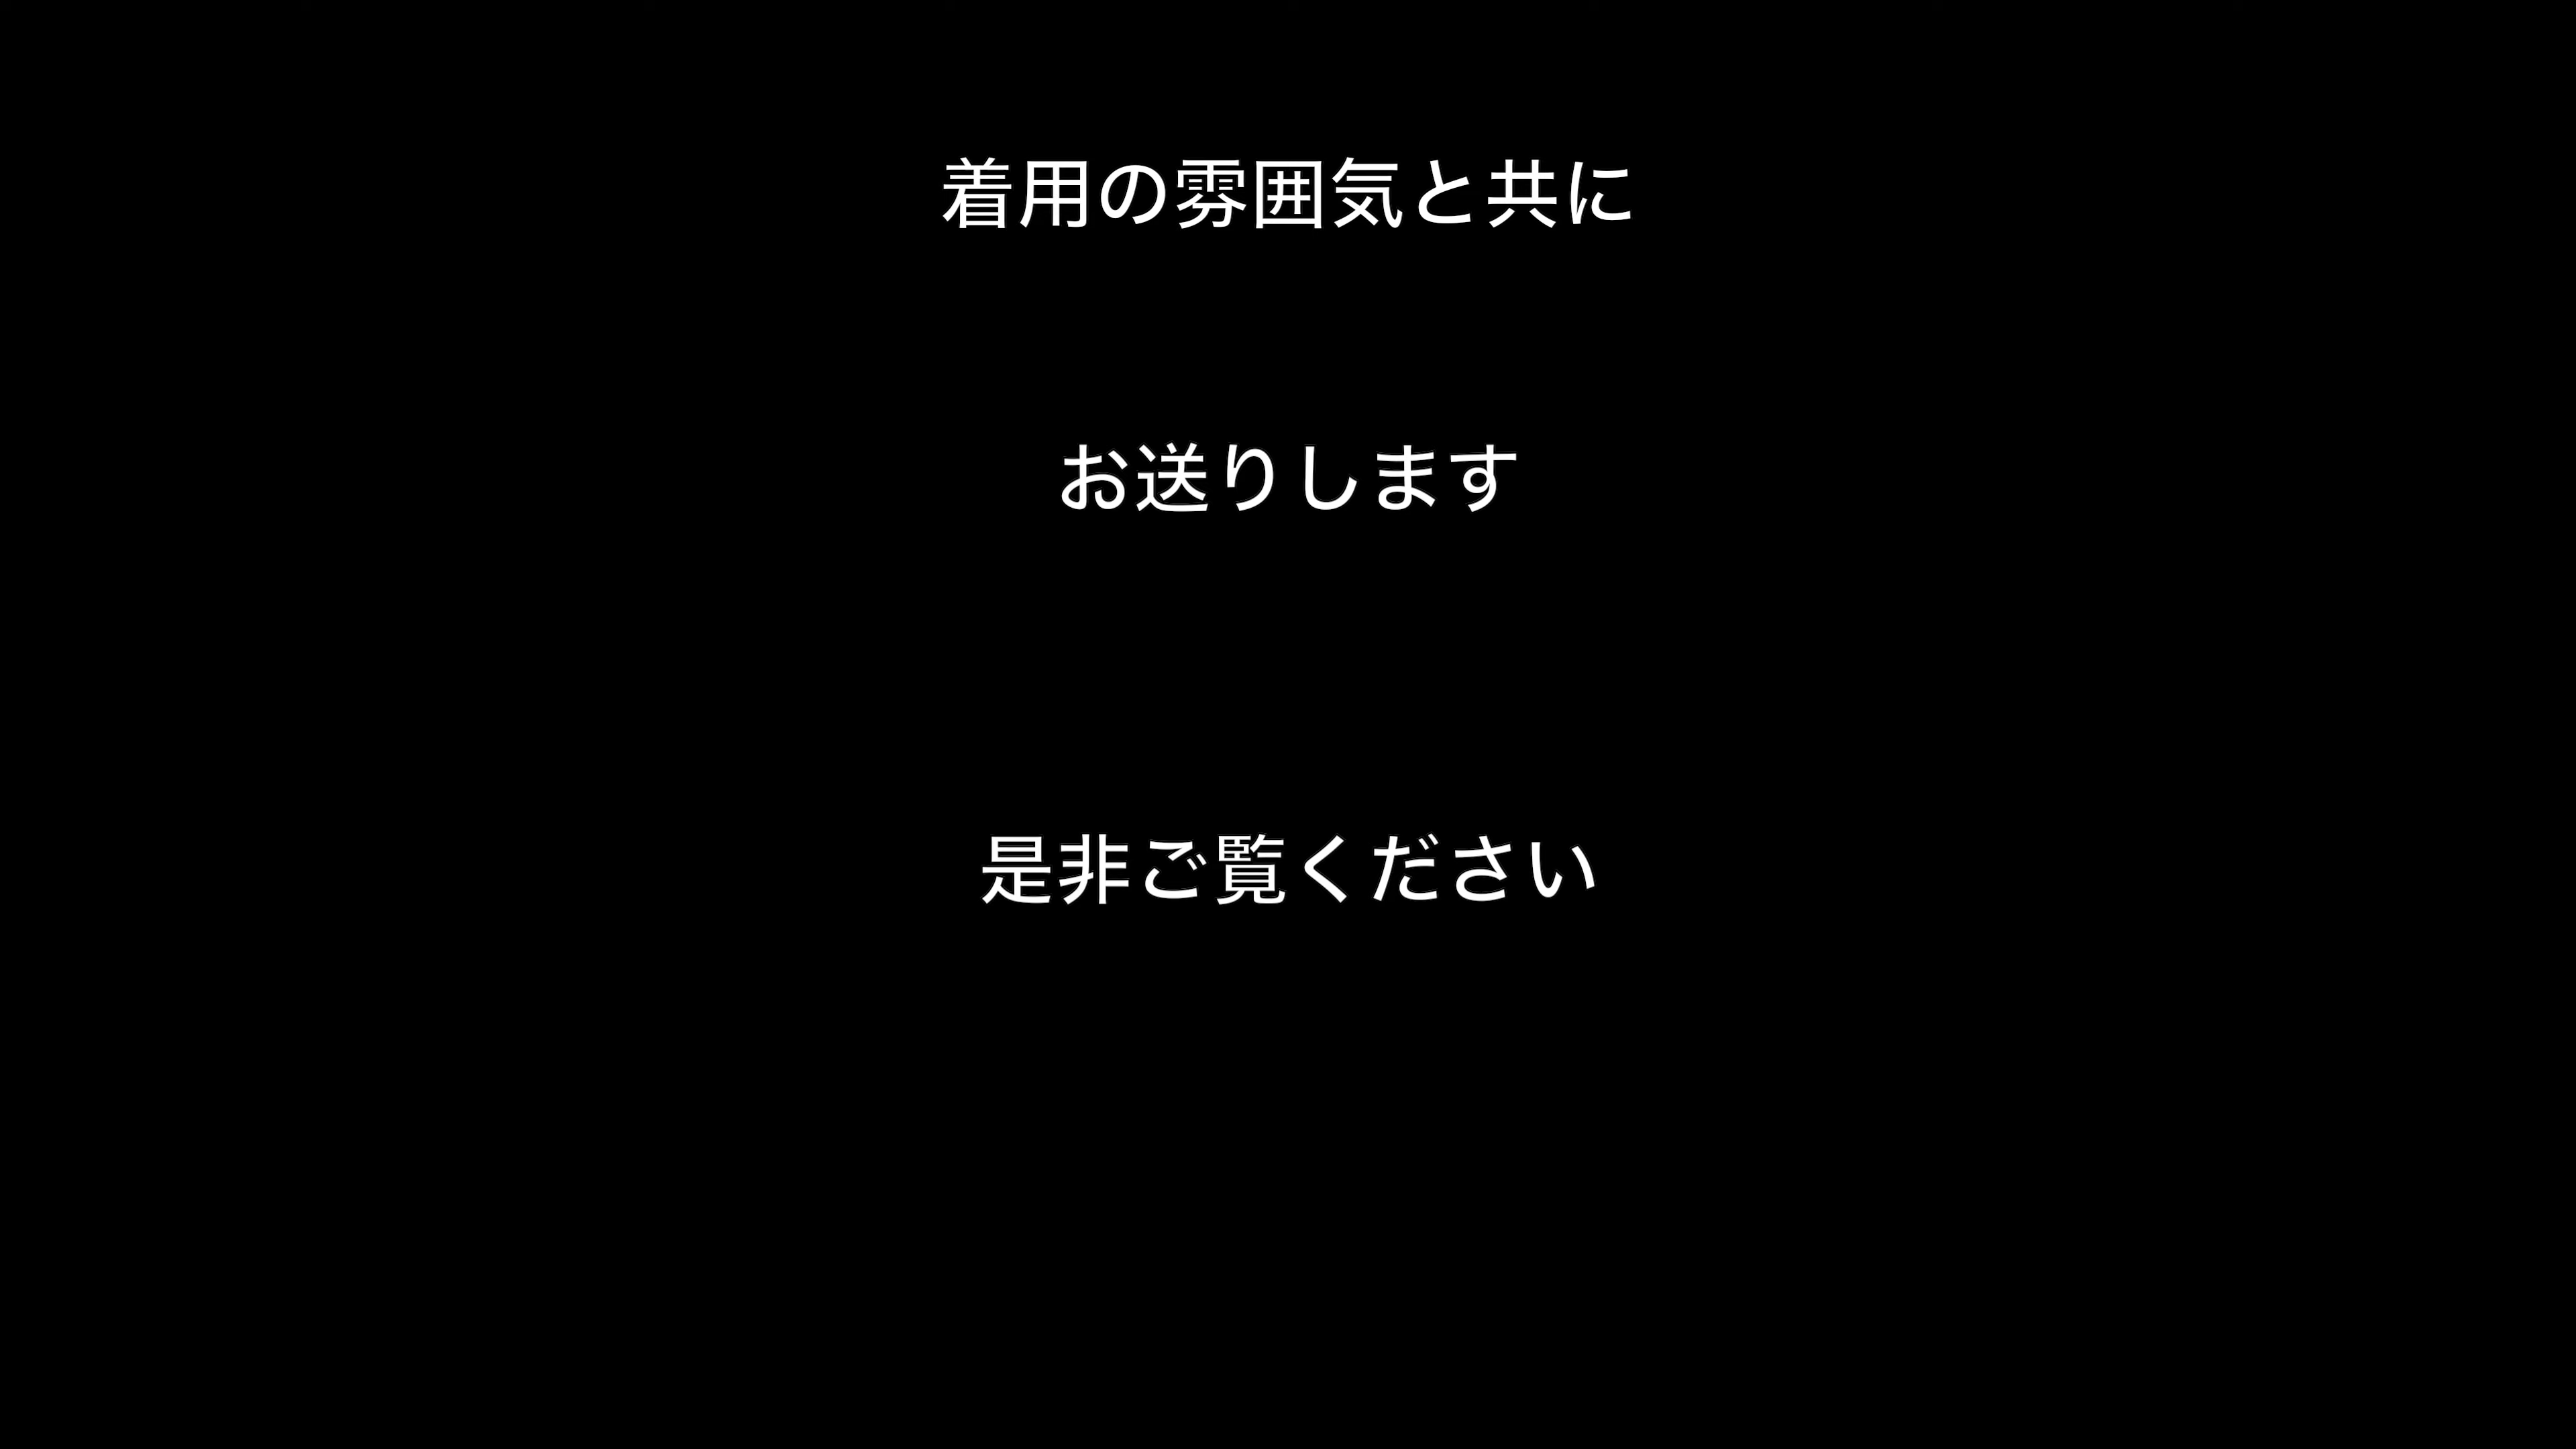 着用の雰囲気と共に
お送りします
是非ご覧ください